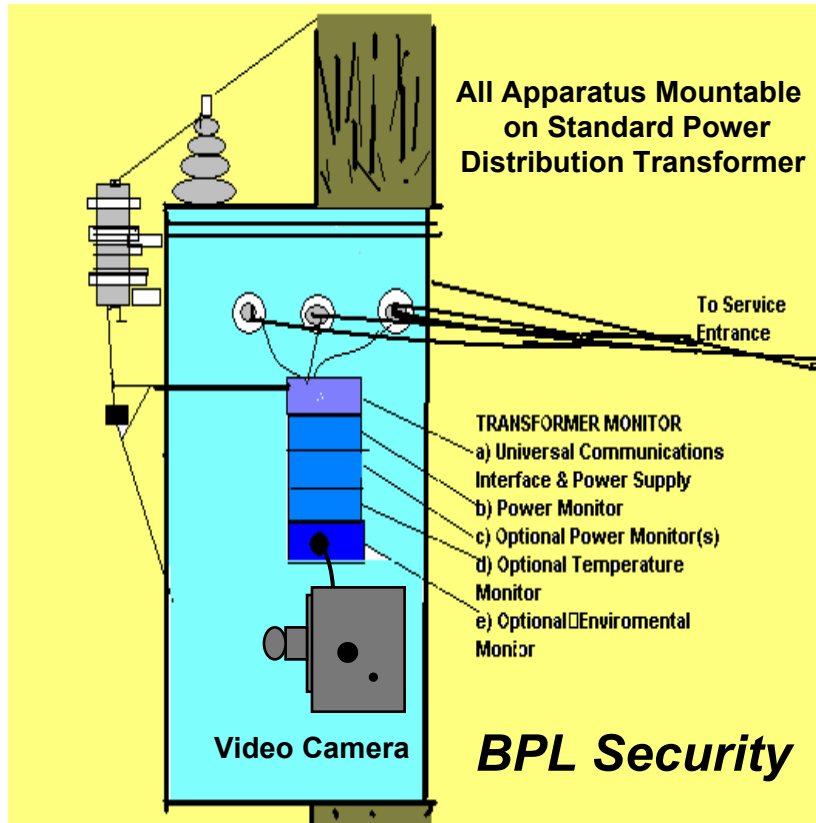 All Apparatus Mountable
on Standard Power
Distribution Transformer
To Service
Entrance
TRANSFORMER MONITOR
a) Universal Communications
Interface & Power Supply
b) Power Monitor
c) Optional Power Monitor(s)
d) Optional Temperature
Monitor
e) Optional▯Enviromental
Monitor
Video Camera
BPL Security